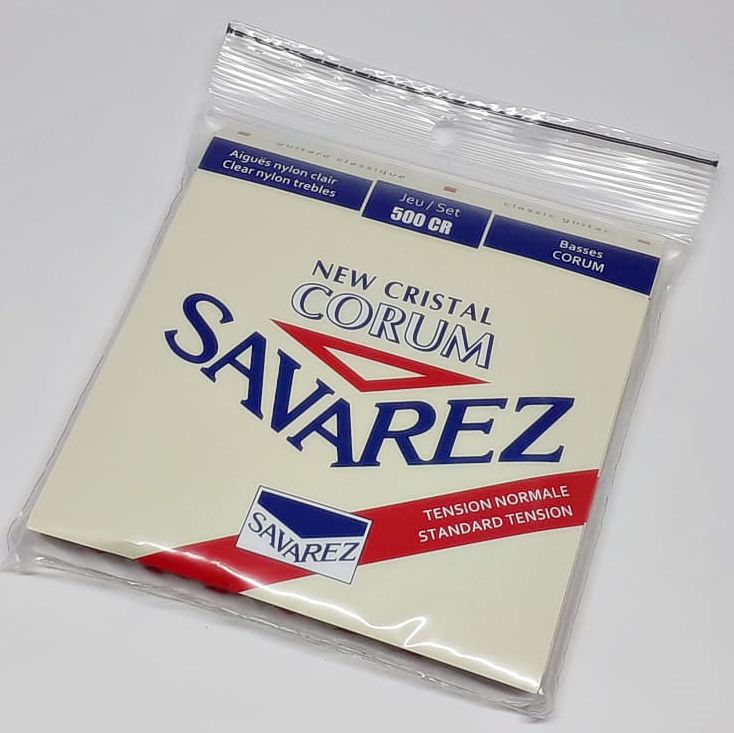 guitare classique
classic guitar
Aiguës nylon clair
Clear nylon trebles
Jeu / Set
500 CR
Basses
CORUM
NEW CRISTAL
CORUM
SAVAREZ
TENSION NORMALE
STANDARD TENSION
SAVAREZ